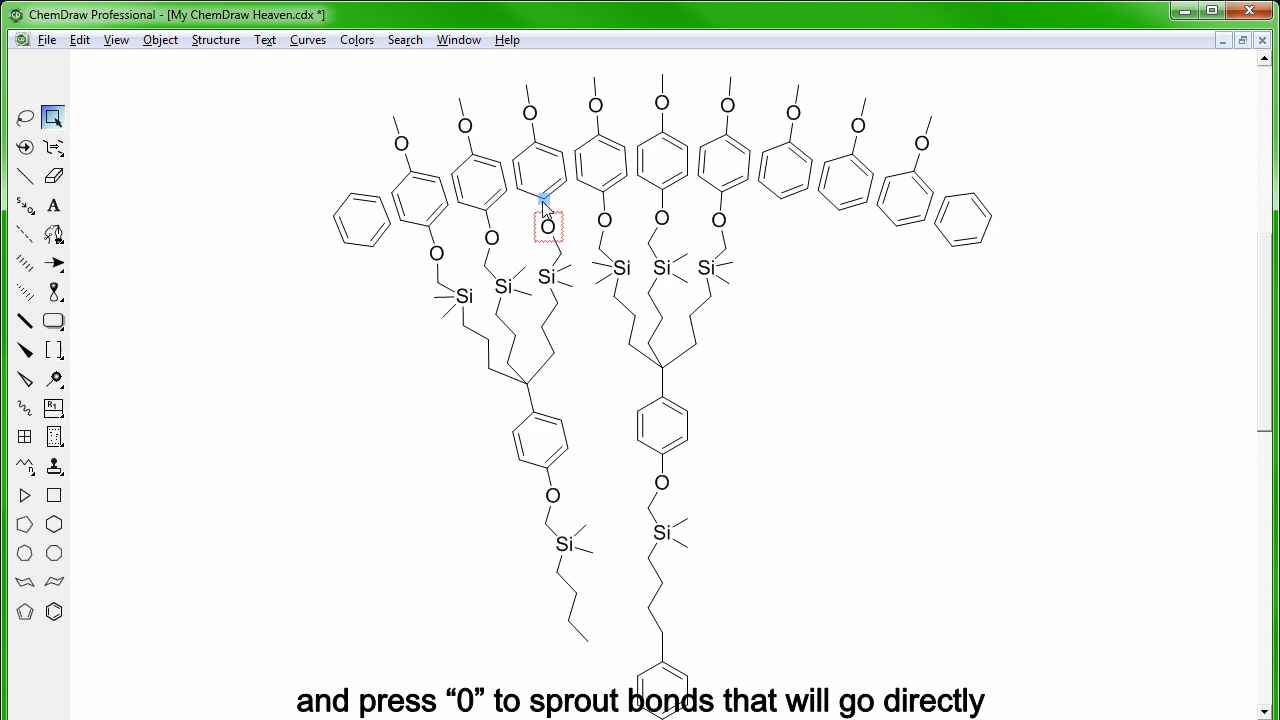 ChemDraw Professional - [My ChemDraw Heaven.cdx *]
File Edit View Object Structure Text Curves Colors Search Window Help
O O O O O O O O O
O O O O O O
Si Si Si Si Si Si
O O
Si Si
A
R1
and press “0” to sprout bonds that will go directly